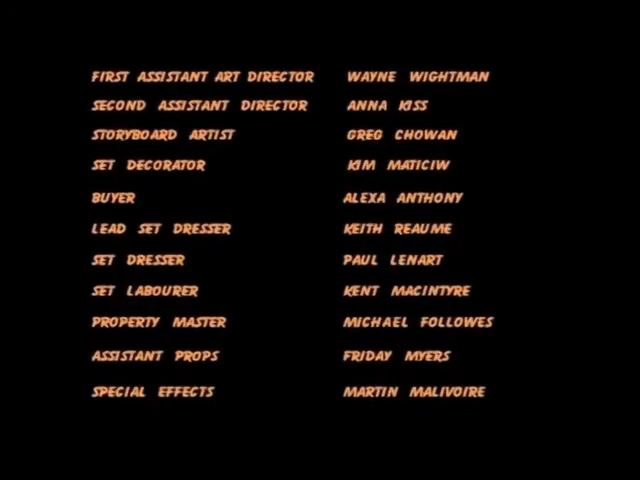 FIRST ASSISTANT ART DIRECTOR WAYNE WIGHTMAN
SECOND ASSISTANT DIRECTOR ANNA KISS
STORYBOARD ARTIST GREG CHOWAN
SET DECORATOR KIM MATICIW
BUYER ALEXA ANTHONY
LEAD SET DRESSER KEITH REAUME
SET DRESSER PAUL LENART
SET LABOURER KENT MACINTYRE
PROPERTY MASTER MICHAEL FOLLOWES
ASSISTANT PROPS FRIDAY MYERS
SPECIAL EFFECTS MARTIN MALIVOIRE